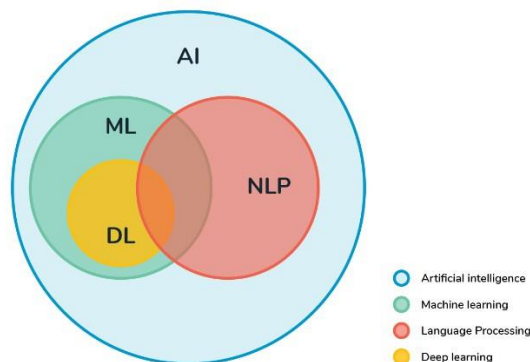 AI
ML
NLP
DL
Artificial intelligence
Machine learning
Language Processing
Deep learning